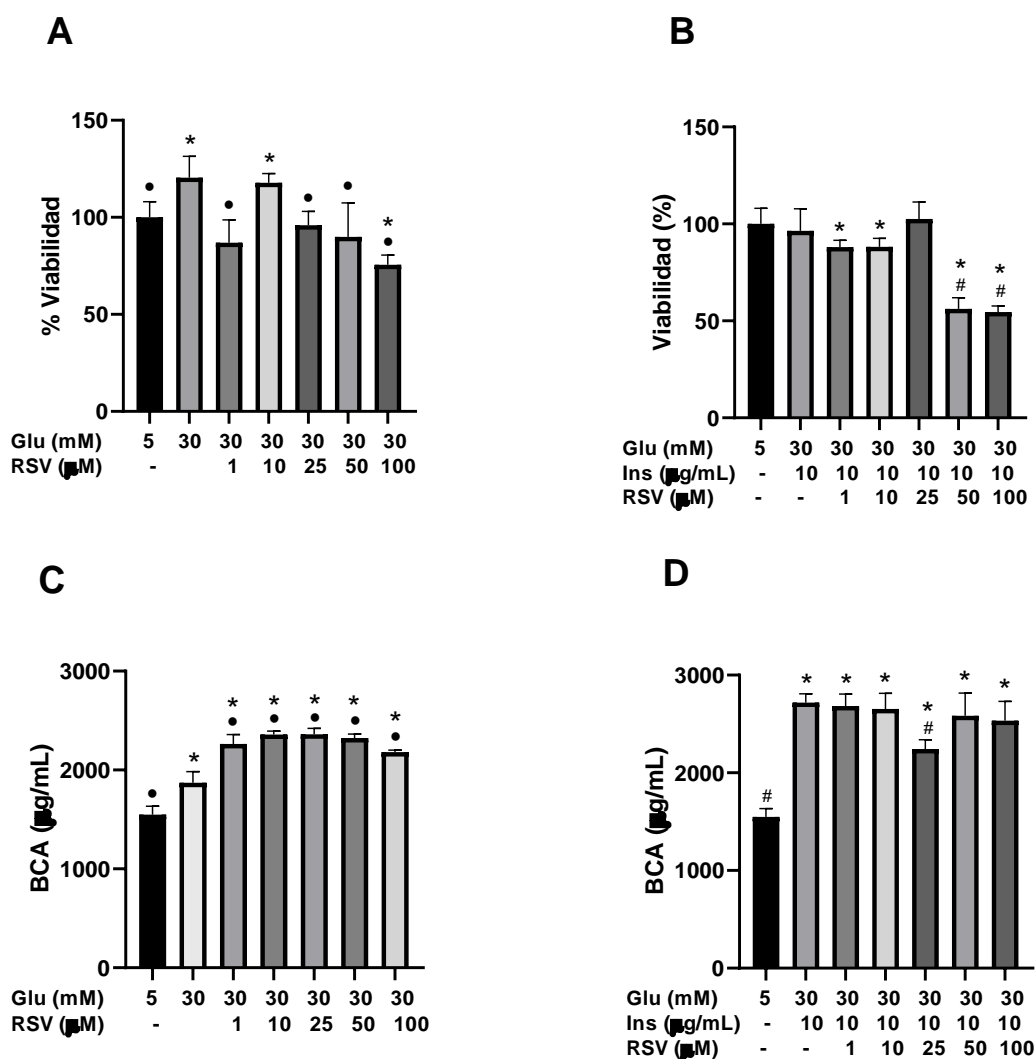 A
150
100
50
0
% Viabilidad
* * *
Glu (mM) 5 30 30 30 30 30 30
RSV (µM) - 1 10 25 50 100
B
150
100
50
0
Viabilidad (%)
* * * *
# #
Glu (mM) 5 30 30 30 30 30 30
Ins (µg/mL) - 10 10 10 10 10 10
RSV (µM) - - 1 10 25 50 100
C
3000
2000
1000
0
BCA (µg/mL)
* * * * * *
Glu (mM) 5 30 30 30 30 30 30
RSV (µM) - 1 10 25 50 100
D
3000
2000
1000
0
BCA (µg/mL)
* * * * * *
# #
Glu (mM) 5 30 30 30 30 30 30
Ins (µg/mL) - 10 10 10 10 10 10
RSV (µM) - - 1 10 25 50 100